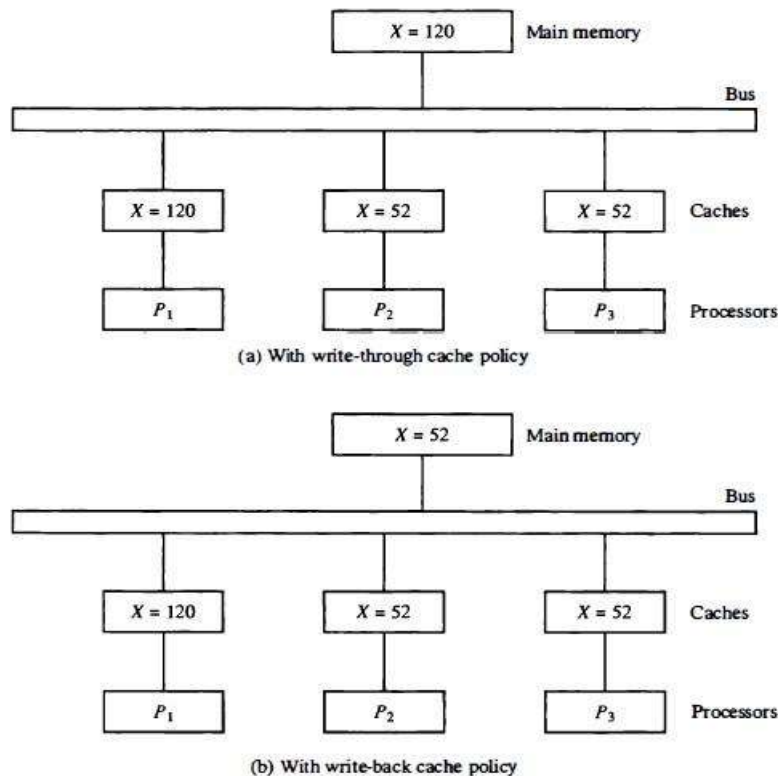 X = 120 Main memory
Bus
X = 120 X = 52 X = 52 Caches
P₁ P₂ P₃ Processors
(a) With write-through cache policy
X = 52 Main memory
Bus
X = 120 X = 52 X = 52 Caches
P₁ P₂ P₃ Processors
(b) With write-back cache policy